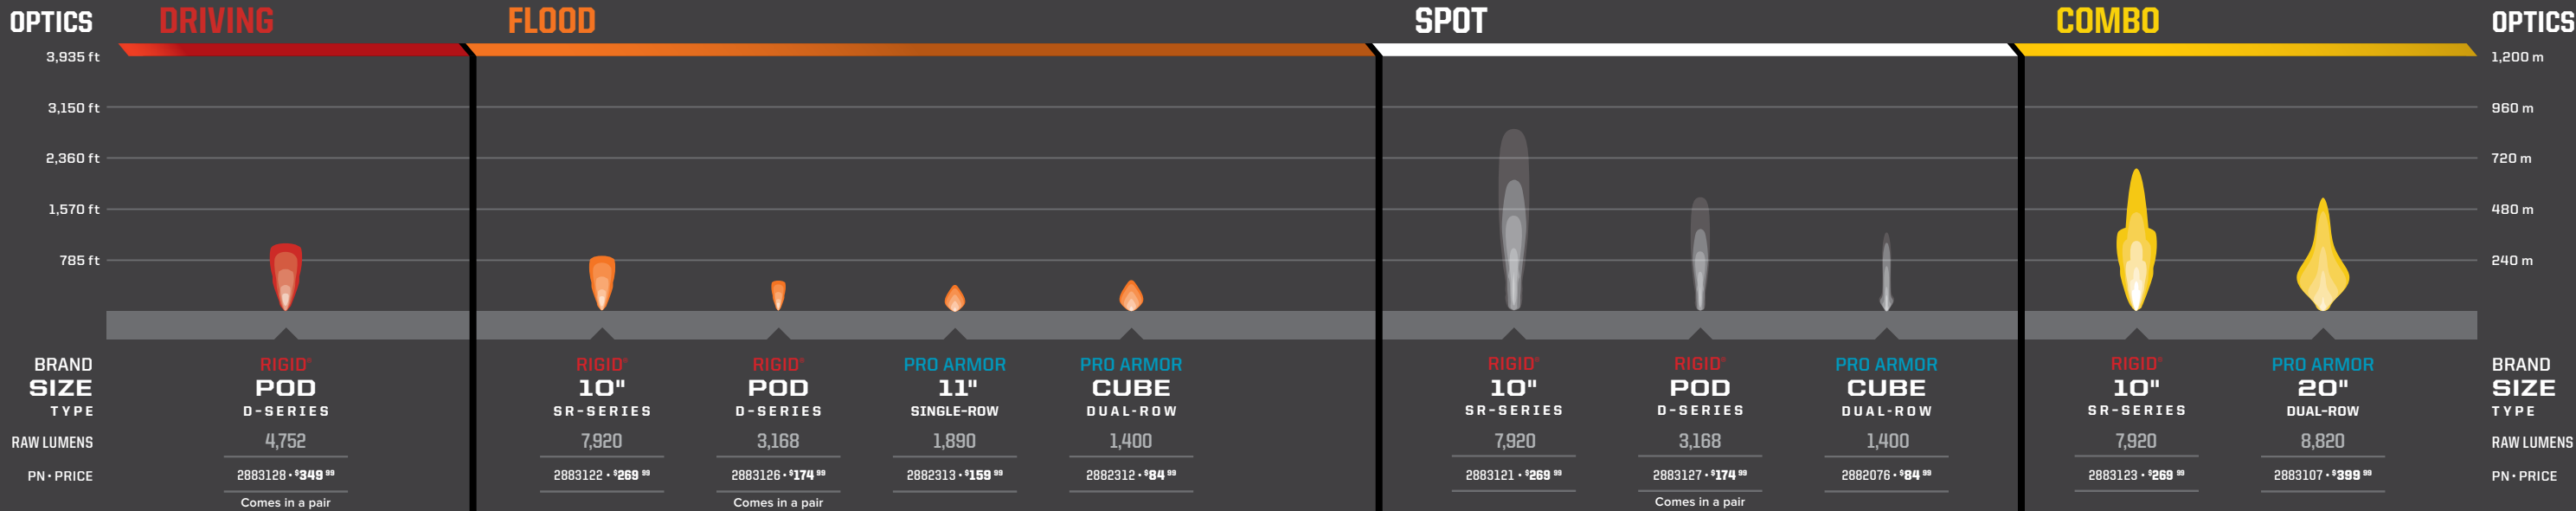 OPTICS DRIVING FLOOD SPOT COMBO OPTICS
3,935 ft 1,200 m
3,150 ft 960 m
2,360 ft 720 m
1,570 ft 480 m
785 ft 240 m
BRAND RIGID® RIGID® RIGID® PRO ARMOR PRO ARMOR RIGID® RIGID® PRO ARMOR RIGID® PRO ARMOR BRAND
SIZE POD 10" POD 11" CUBE 10" POD CUBE 10" 20" SIZE
TYPE D-SERIES SR-SERIES D-SERIES SINGLE-ROW DUAL-ROW SR-SERIES D-SERIES DUAL-ROW SR-SERIES DUAL-ROW TYPE
RAW LUMENS 4,752 7,920 3,168 1,890 1,400 7,920 3,168 1,400 7,920 8,820 RAW LUMENS
PN · PRICE 2883128 · $349 99 2883122 · $269 99 2883126 · $174 99 2882313 · $159 99 2882312 · $84 99 2883121 · $269 99 2883127 · $174 99 2882076 · $84 99 2883123 · $269 99 2883107 · $399 99 PN · PRICE
Comes in a pair Comes in a pair Comes in a pair